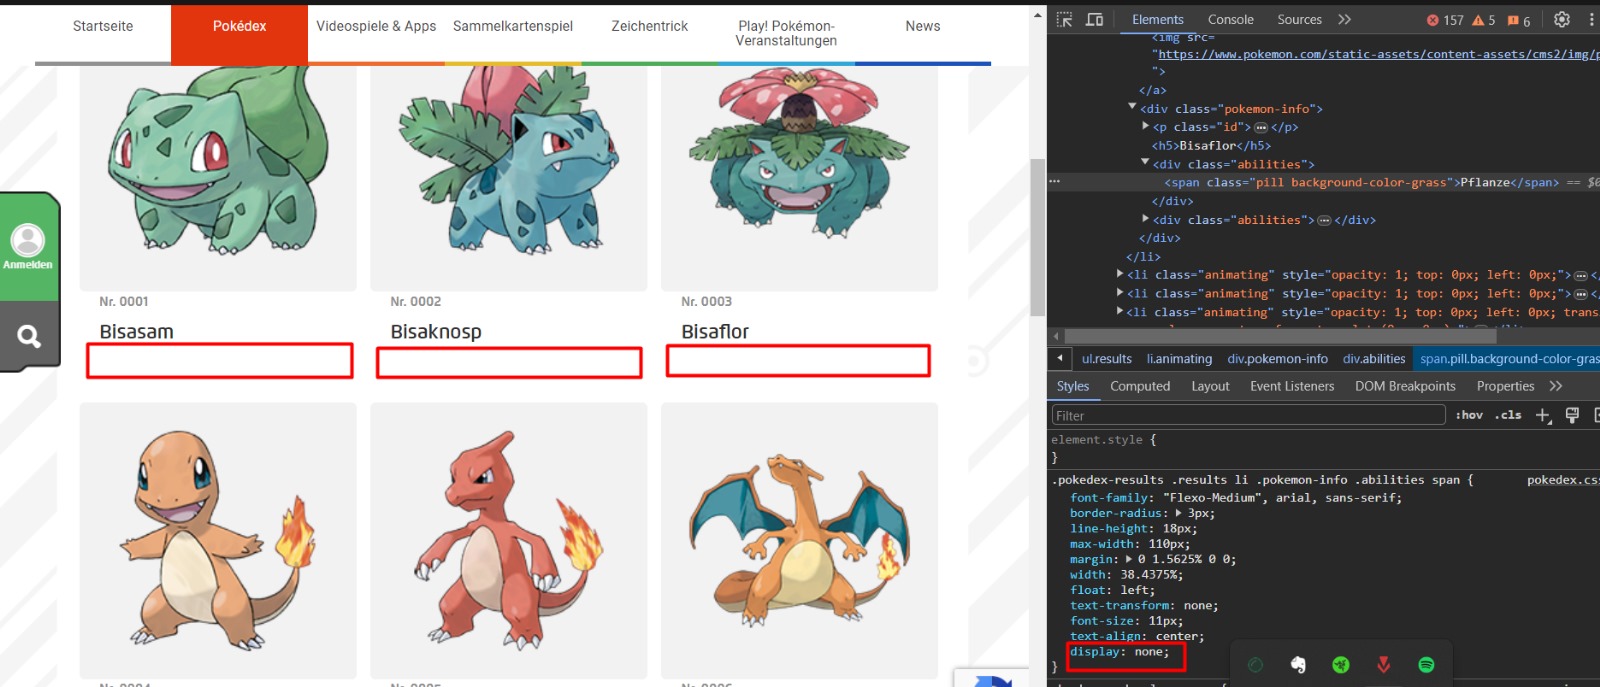 Startseite
Pokédex
Videospiele & Apps
Sammelkartenspiel
Zeichentrick
Play! Pokémon-
Veranstaltungen
News
Anmelden
Nr. 0001
Bisasam
Nr. 0002
Bisaknosp
Nr. 0003
Bisaflor
Elements Console Sources 157 5 6
<img src=
"https://www.pokemon.com/static-assets/content-assets/cms2/img/p
">
</a>
<div class="pokemon-info">
<p class="id"> … </p>
<h5>Bisaflor</h5>
<div class="abilities">
… <span class="pill background-color-grass">Pflanze</span> == $0
</div>
<div class="abilities"> … </div>
</div>
</li>
<li class="animating" style="opacity: 1; top: 0px; left: 0px;"> … </
<li class="animating" style="opacity: 1; top: 0px; left: 0px;"> … </
<li class="animating" style="opacity: 1; top: 0px; left: 0px; trans
ul.results li.animating div.pokemon-info div.abilities span.pill.background-color-gras
Styles Computed Layout Event Listeners DOM Breakpoints Properties
Filter :hov .cls
element.style {
}
.pokedex-results .results li .pokemon-info .abilities span { pokedex.css
font-family: "Flexo-Medium", arial, sans-serif;
border-radius: 3px;
line-height: 18px;
max-width: 110px;
margin: 0 1.5625% 0 0;
width: 38.4375%;
float: left;
text-transform: none;
font-size: 11px;
text-align: center;
display: none;
}